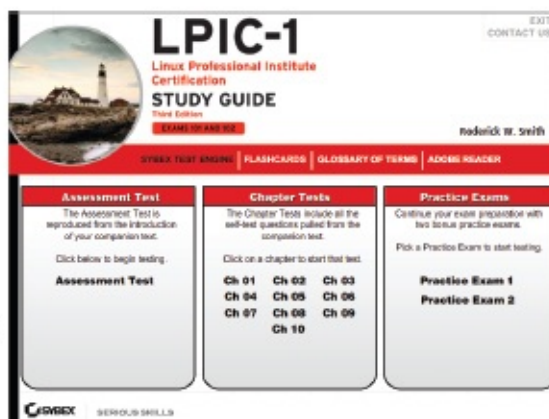 LPIC-1
Linux Professional Institute
Certification
STUDY GUIDE
Third Edition
EXAMS 101 AND 102
EXIT
CONTACT US
Roderick W. Smith
SYBEX TEST ENGINE | FLASHCARDS | GLOSSARY OF TERMS | ADOBE READER
Assessment Test
The Assessment Test is
reproduced from the introduction
of your companion text.
Click below to begin testing.
Assessment Test
Chapter Tests
The Chapter Tests include all the
self-test questions pulled from the
companion text.
Click on a chapter to start that test.
Ch 01 Ch 02 Ch 03
Ch 04 Ch 05 Ch 06
Ch 07 Ch 08 Ch 09
Ch 10
Practice Exams
Continue your exam preparation with
two bonus practice exams.
Pick a Practice Exam to start testing.
Practice Exam 1
Practice Exam 2
SYBEX
SERIOUS SKILLS